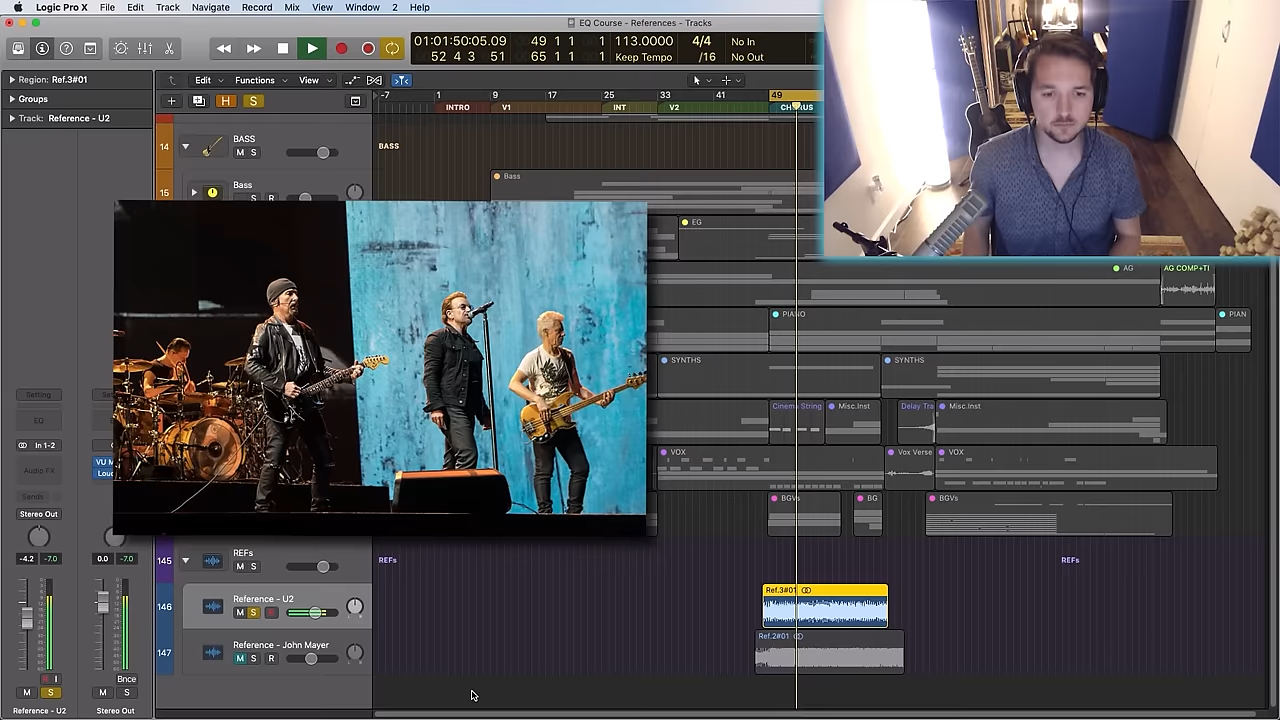 Logic Pro X File Edit Track Navigate Record Mix View Window 2 Help
EQ Course - References - Tracks
01:01:50:05.09 49 1 1 1 113.0000 4/4 No In
52 4 3 51 65 1 1 1 Keep Tempo /16 No Out
Region: Ref.3#01
Edit Functions View
Groups
H S
-7 1 9 17 25 33 41 49
INTRO V1 INT V2 CHORUS
Track: Reference - U2
14 BASS
M S
BASS
15 Bass
S R
Bass
EG
AG
AG COMP+TI
PIANO
PIAN
SYNTHS
SYNTHS
Cinema String
Misc.Inst
Delay Tra
Misc.Inst
VOX
Vox Verse
VOX
BGVs
BG
BGVs
Setting
EQ
In 1-2
Audio FX
VU M
Loud
Sends
Stereo Out
-4.2 -7.0 0.0 -7.0
145 REFs
M S
REFs
REFs
146 Reference - U2
M S R
Ref.3#01
147 Reference - John Mayer
M S R
Ref.2#01
R I
Bnce
M S M S
Reference - U2 Stereo Out